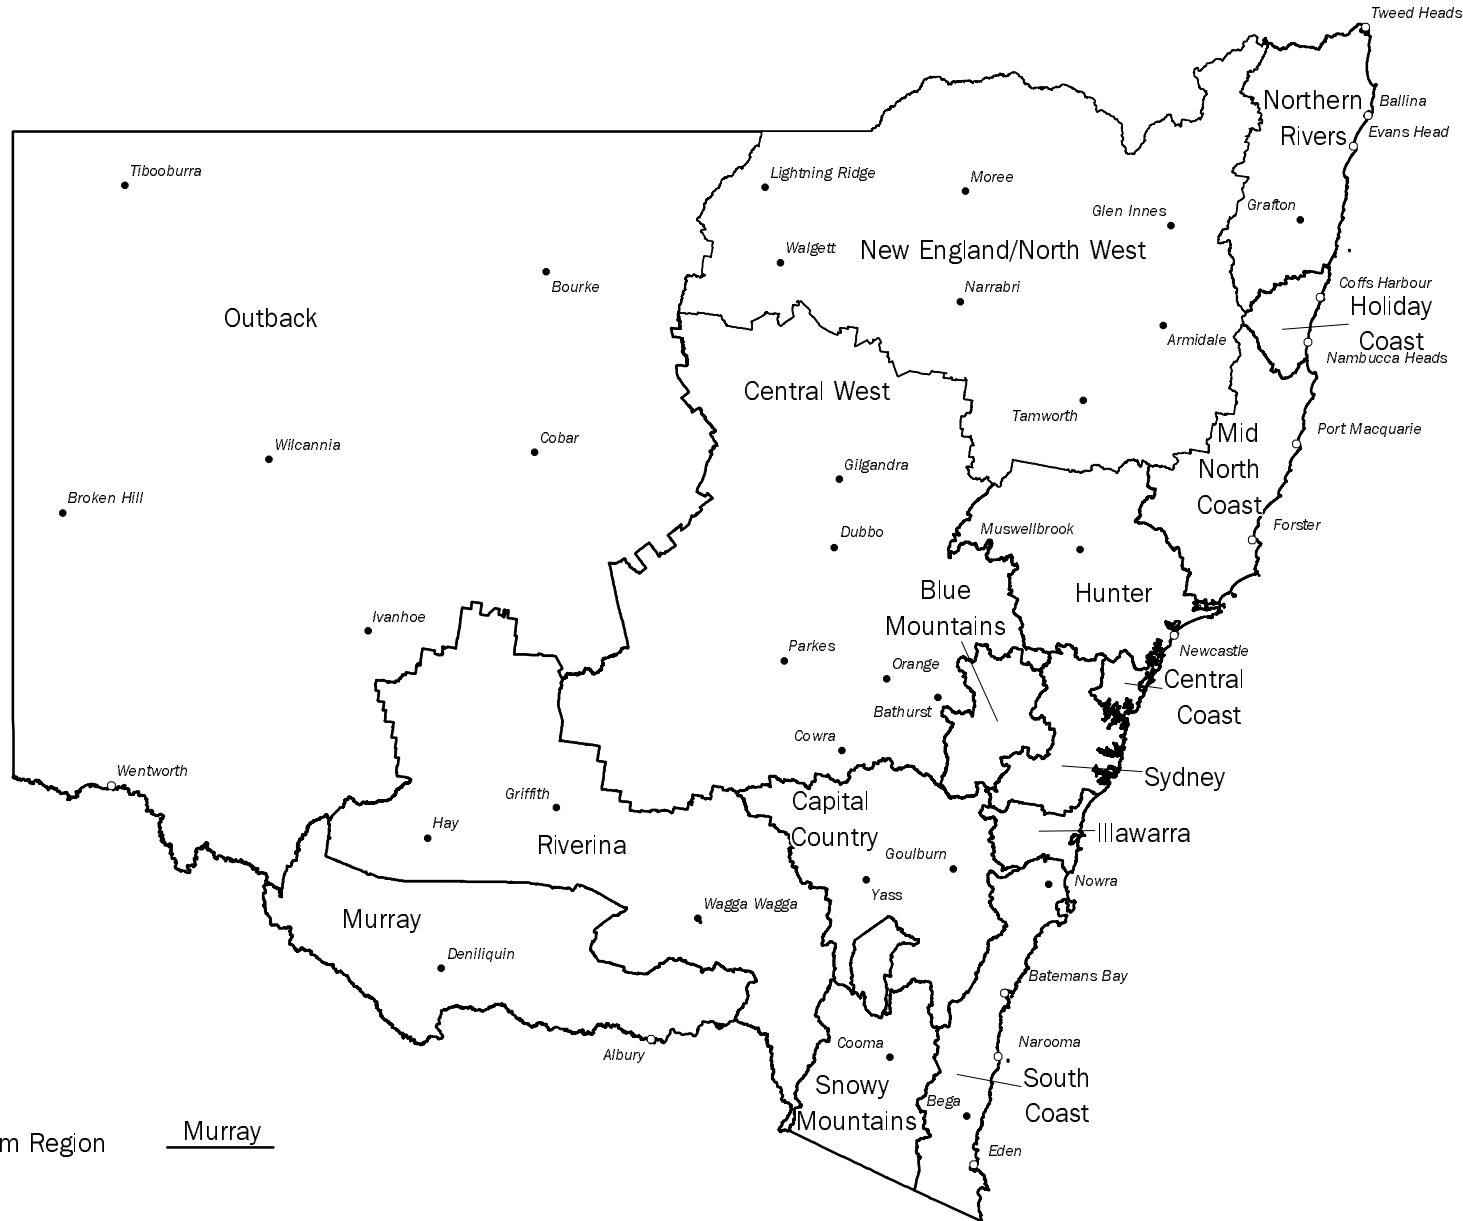 Tweed Heads
Northern
Rivers
Ballina
Evans Head
Tibooburra
Lightning Ridge
Moree
Glen Innes
Grafton
Walgett
New England/North West
Bourke
Narrabri
Coffs Harbour
Holiday
Coast
Outback
Armidale
Nambucca Heads
Central West
Tamworth
Mid
North
Coast
Port Macquarie
Wilcannia
Cobar
Gilgandra
Broken Hill
Dubbo
Muswellbrook
Forster
Blue
Mountains
Hunter
Ivanhoe
Parkes
Orange
Newcastle
Central
Coast
Bathurst
Cowra
Wentworth
Sydney
Griffith
Capital
Country
Hay
Riverina
Illawarra
Goulburn
Yass
Nowra
Murray
Wagga Wagga
Deniliquin
Batemans Bay
Albury
Cooma
Narooma
Snowy
Mountains
South
Coast
Bega
Eden
m Region
Murray